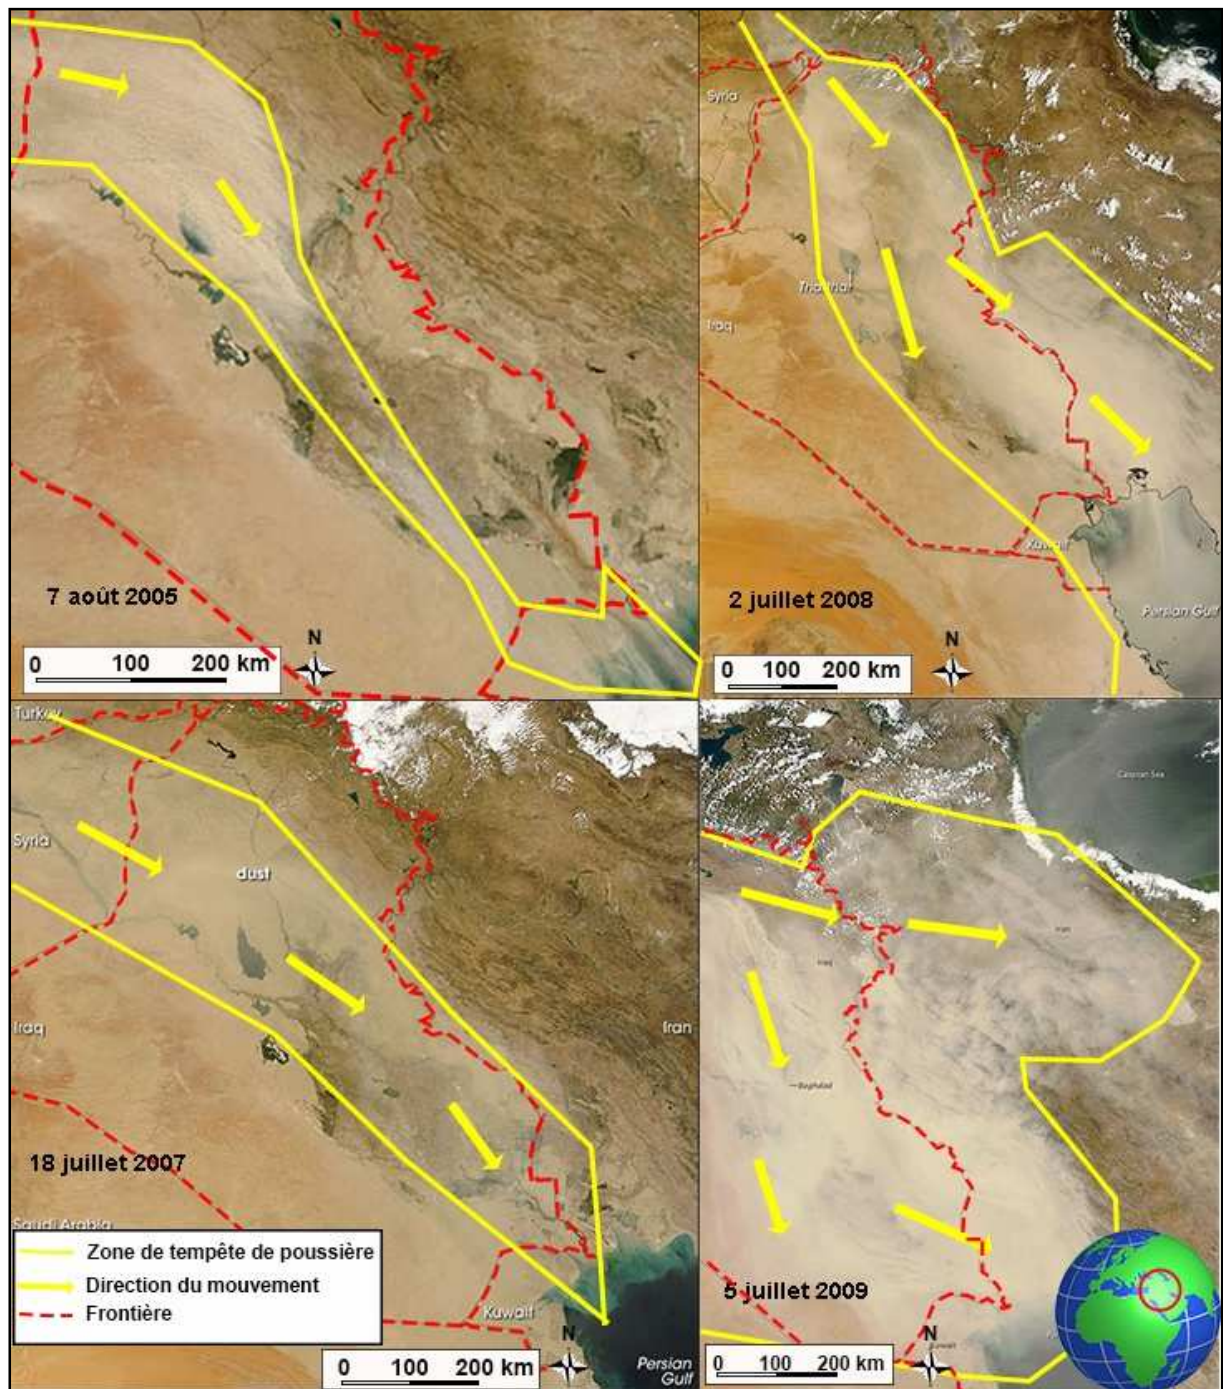 7 août 2005
N
0 100 200 km
Syria
Iraq
Kuwait
2 juillet 2008
Persian Gulf
N
0 100 200 km
Turkey
Syria
dust
Iraq
Iran
18 juillet 2007
Saudi Arabia
Zone de tempête de poussière
Direction du mouvement
Frontière
Kuwait
N
0 100 200 km
Persian
Gulf
Caspian Sea
Iran
Iraq
Baghdad
5 juillet 2009
N
Kuwait
0 100 200 km